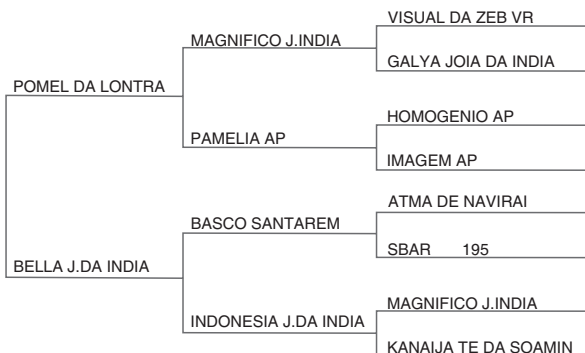 VISUAL DA ZEB VR
MAGNIFICO J.INDIA
GALYA JOIA DA INDIA
POMEL DA LONTRA
HOMOGENIO AP
PAMELIA AP
IMAGEM AP
ATMA DE NAVIRAI
BASCO SANTAREM
SBAR 195
BELLA J.DA INDIA
MAGNIFICO J.INDIA
INDONESIA J.DA INDIA
KANAIJA TE DA SOAMIN